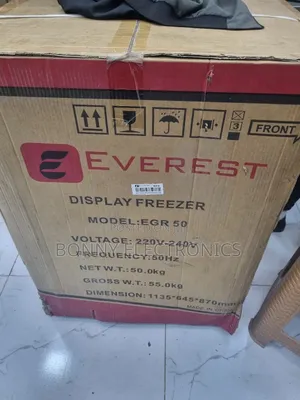 3
FRONT
EVEREST
DISPLAY FREEZER
MODEL:EGR 50
BONNY ELECTRONICS
VOLTAGE: 220V-240V
FREQUENCY:50Hz
NET W.T.:50.0kg
GROSS W.T.:55.0kg
DIMENSION: 1135*645*870mm